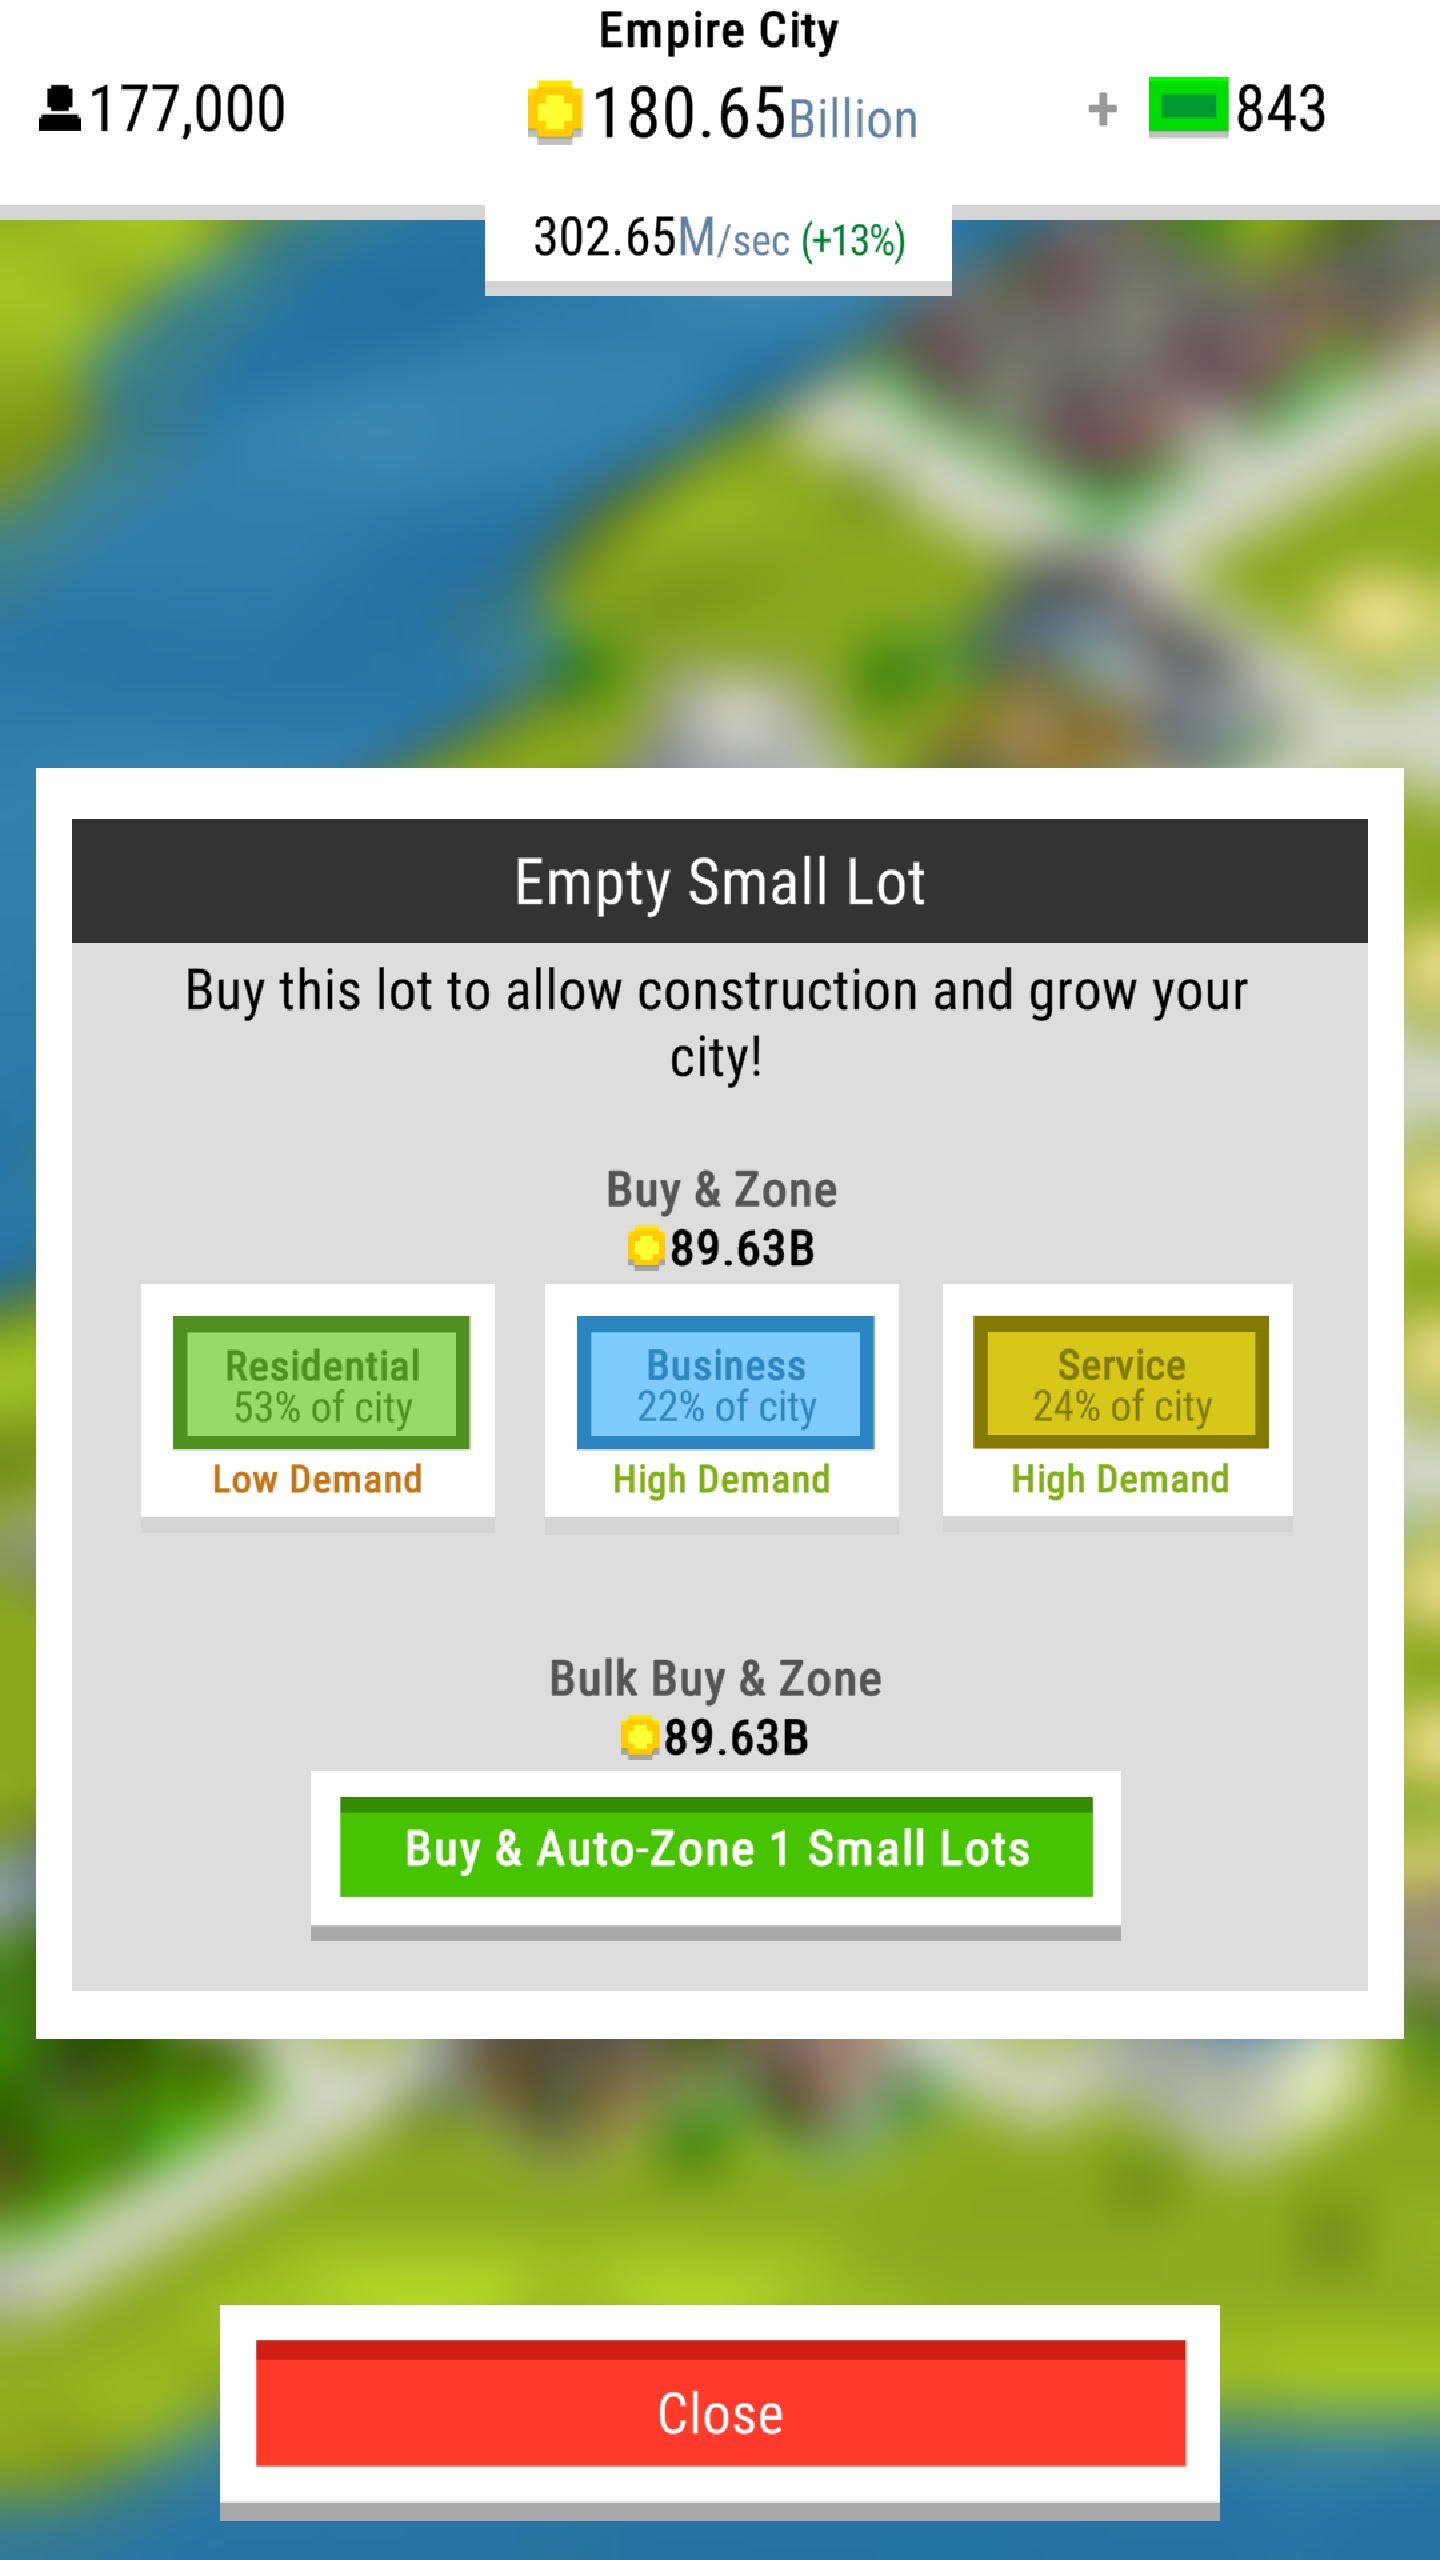 Empire City
177,000
180.65Billion
+ 843
302.65M/sec (+13%)
Empty Small Lot
Buy this lot to allow construction and grow your
city!
Buy & Zone
89.63B
Residential
53% of city
Low Demand
Business
22% of city
High Demand
Service
24% of city
High Demand
Bulk Buy & Zone
89.63B
Buy & Auto-Zone 1 Small Lots
Close